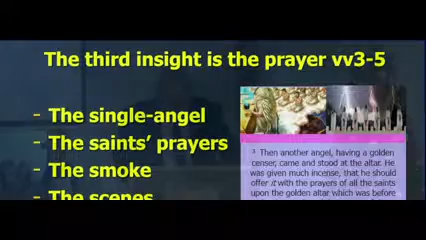 The third insight is the prayer vv3-5
- The single-angel
- The saints' prayers
- The smoke
- The scenes
³ Then another angel, having a golden
censer, came and stood at the altar. He
was given much incense, that he should
offer it with the prayers of all the saints
upon the golden altar which was before